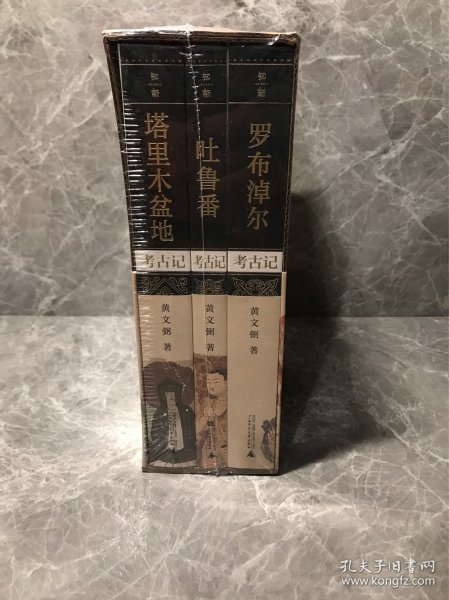 知新
塔里木盆地
考古记
黄文弼 著
知新
吐鲁番
考古记
黄文弼 著
知新
罗布淖尔
考古记
黄文弼 著
孔夫子旧书网
www.kongfz.com